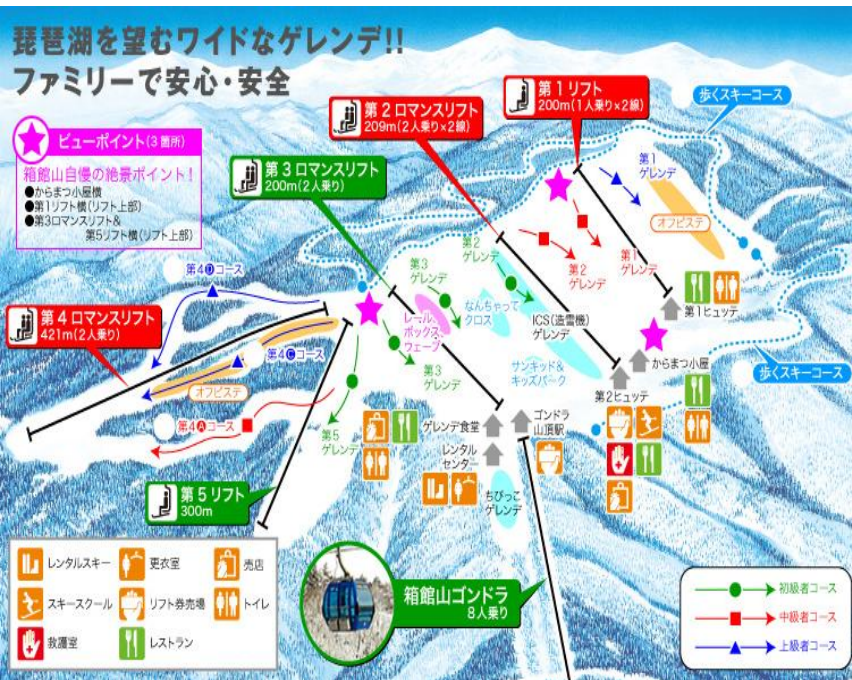 琵琶湖を望むワイドなゲレンデ!!
ファミリーで安心・安全
ビューポイント(3箇所)
箱館山自慢の絶景ポイント！
●からまつ小屋横
●第1リフト横(リフト上部)
●第3ロマンスリフト&
第5リフト横(リフト上部)
第1リフト
200m(1人乗り×2線)
第2ロマンスリフト
209m(2人乗り×2線)
第3ロマンスリフト
200m(2人乗り)
歩くスキーコース
第1
ゲレンデ
オフピステ
第1
ゲレンデ
第2
ゲレンデ
第2
ゲレンデ
第3
ゲレンデ
なんちゃって
クロス
ICS(造雪機)
ゲレンデ
レール
ボックス
ウェーブ
サンキッド&
キッズパーク
第3
ゲレンデ
第1ヒュッテ
からまつ小屋
歩くスキーコース
第2ヒュッテ
第4Dコース
第4ロマンスリフト
421m(2人乗り)
第4Cコース
オフピステ
第4Aコース
第5
ゲレンデ
ゲレンデ食堂
ゴンドラ
山頂駅
レンタル
センター
ちびっこ
ゲレンデ
第5リフト
300m
箱館山ゴンドラ
8人乗り
レンタルスキー
更衣室
売店
スキースクール
リフト券売場
トイレ
救護室
レストラン
初級者コース
中級者コース
上級者コース